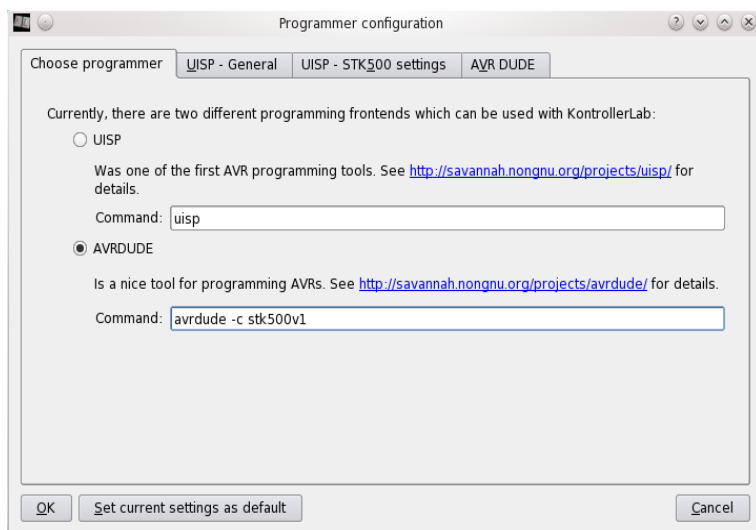 Programmer configuration
Choose programmer
UISP - General
UISP - STK500 settings
AVR DUDE
Currently, there are two different programming frontends which can be used with KontrollerLab:
UISP
Was one of the first AVR programming tools. See http://savannah.nongnu.org/projects/uisp/ for
details.
Command: uisp
AVRDUDE
Is a nice tool for programming AVRs. See http://savannah.nongnu.org/projects/avrdude/ for details.
Command: avrdude -c stk500v1
OK
Set current settings as default
Cancel